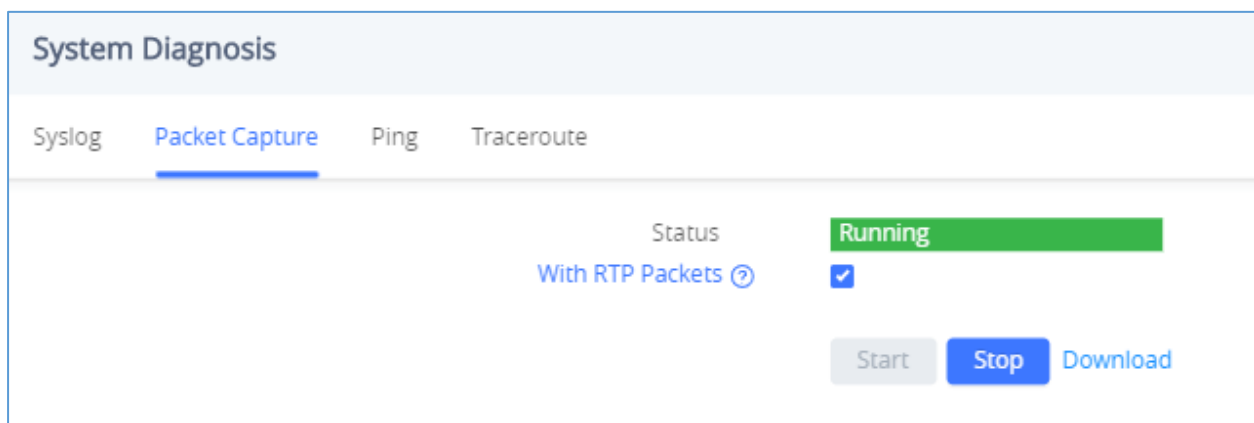 System Diagnosis
Syslog Packet Capture Ping Traceroute
Status Running
With RTP Packets ?
Start Stop Download